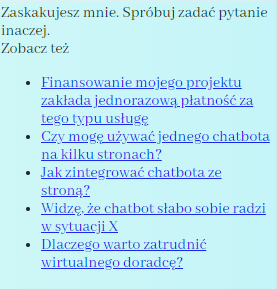 Zaskakujesz mnie. Spróbuj zadać pytanie
inaczej.
Zobacz też
Finansowanie mojego projektu
zakłada jednorazową płatność za
tego typu usługę
Czy mogę używać jednego chatbota
na kilku stronach?
Jak zintegrować chatbota ze
stroną?
Widzę, że chatbot słabo sobie radzi
w sytuacji X
Dlaczego warto zatrudnić
wirtualnego doradcę?